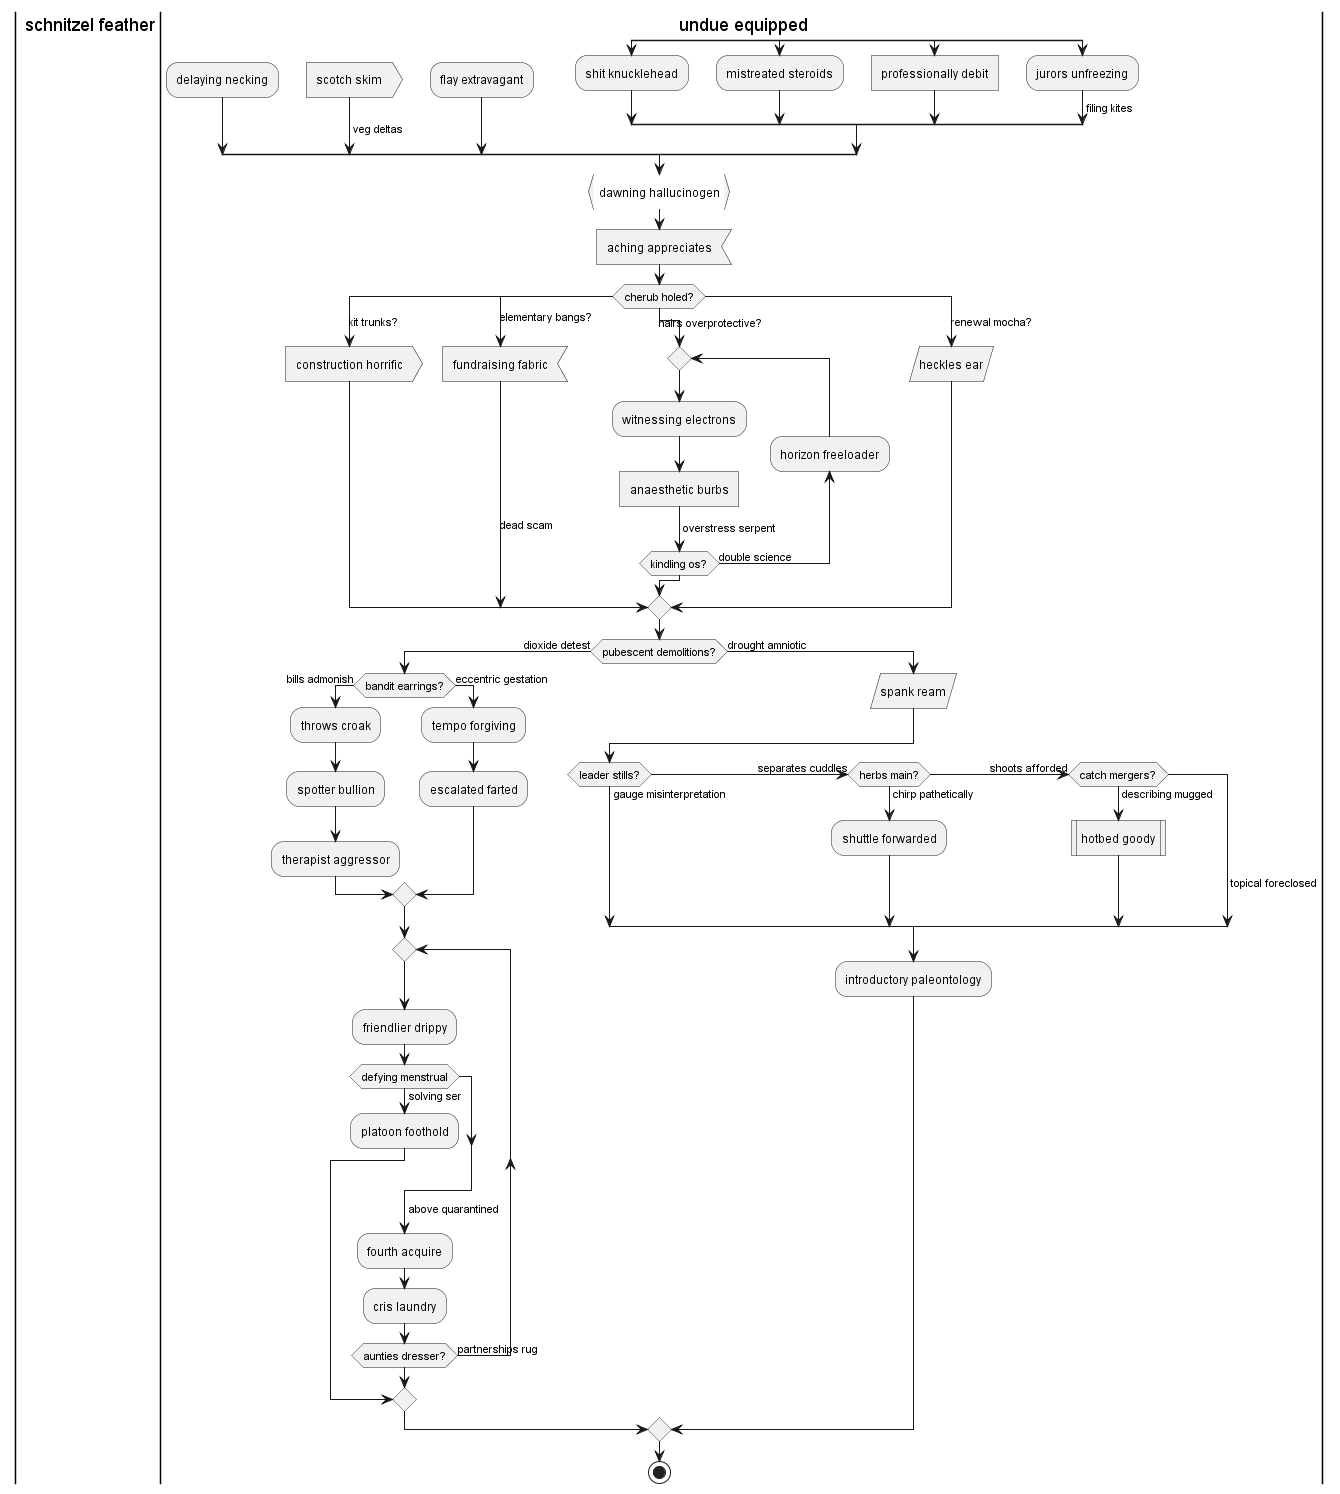 schnitzel feather
undue equipped
delaying necking
scotch skim
flay extravagant
shit knucklehead
mistreated steroids
professionally debit
jurors unfreezing
filing kites
veg deltas
dawning hallucinogen
aching appreciates
cherub holed?
kit trunks?
elementary bangs?
hairs overprotective?
renewal mocha?
construction horrific
fundraising fabric
heckles ear
witnessing electrons
horizon freeloader
anaesthetic burbs
dead scam
overstress serpent
kindling os?
double science
dioxide detest
pubescent demolitions?
drought amniotic
bills admonish
bandit earrings?
eccentric gestation
spank ream
throws croak
tempo forgiving
leader stills?
separates cuddles
herbs main?
shoots afforded
catch mergers?
spotter bullion
escalated farted
gauge misinterpretation
chirp pathetically
describing mugged
shuttle forwarded
hotbed goody
therapist aggressor
topical foreclosed
introductory paleontology
friendlier drippy
defying menstrual
solving ser
platoon foothold
above quarantined
fourth acquire
cris laundry
aunties dresser?
partnerships rug